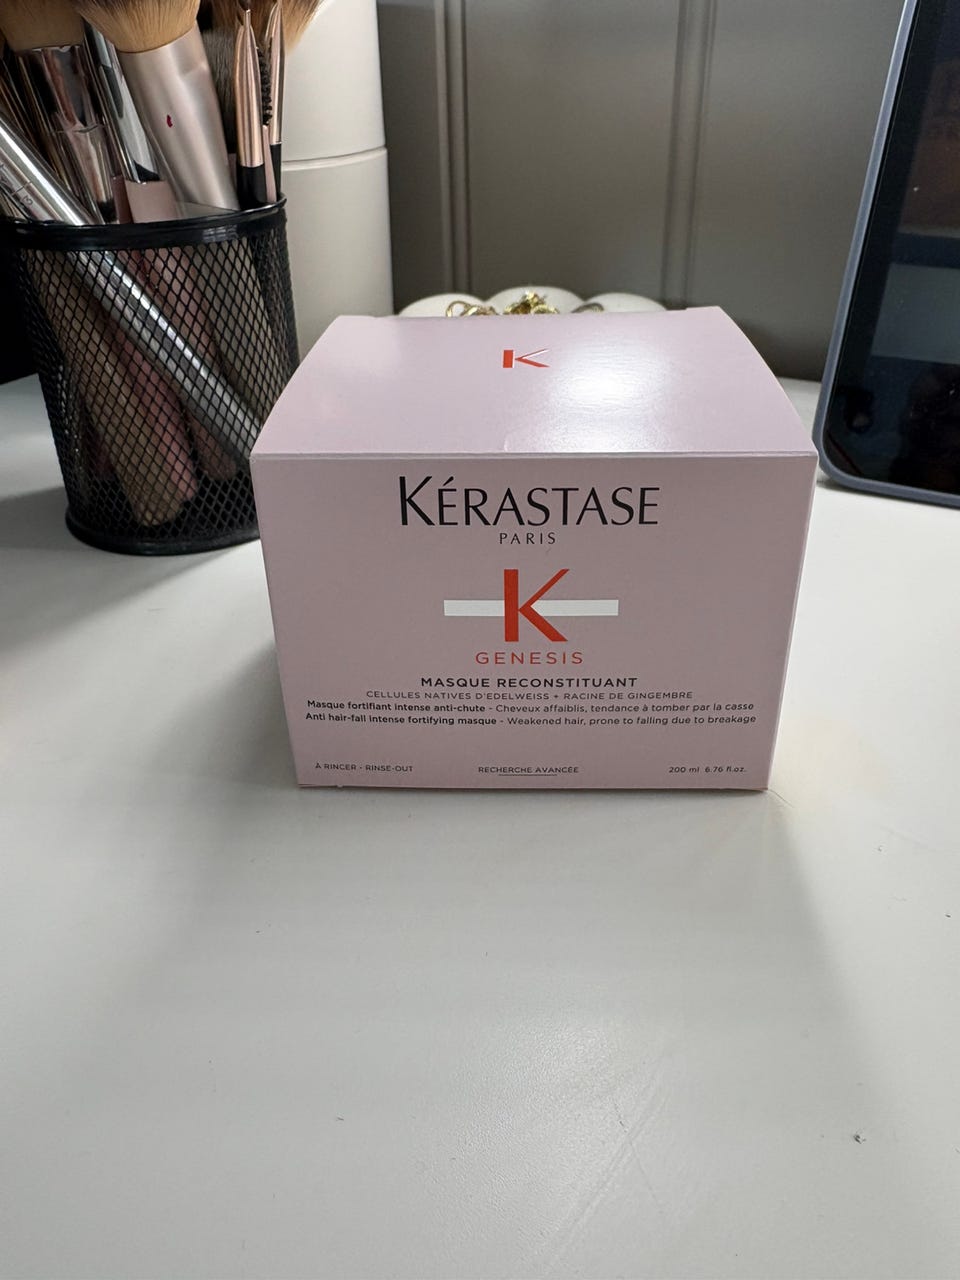 K
KÉRASTASE
PARIS
K
GENESIS
MASQUE RECONSTITUANT
CELLULES NATIVES D'EDELWEISS + RACINE DE GINGEMBRE
Masque fortifiant intense anti-chute - Cheveux affaiblis, tendance à tomber par la casse
Anti hair-fall intense fortifying masque - Weakened hair, prone to falling due to breakage
À RINCER - RINSE-OUT RECHERCHE AVANCÉE 200 ml 6.76 fl.oz.